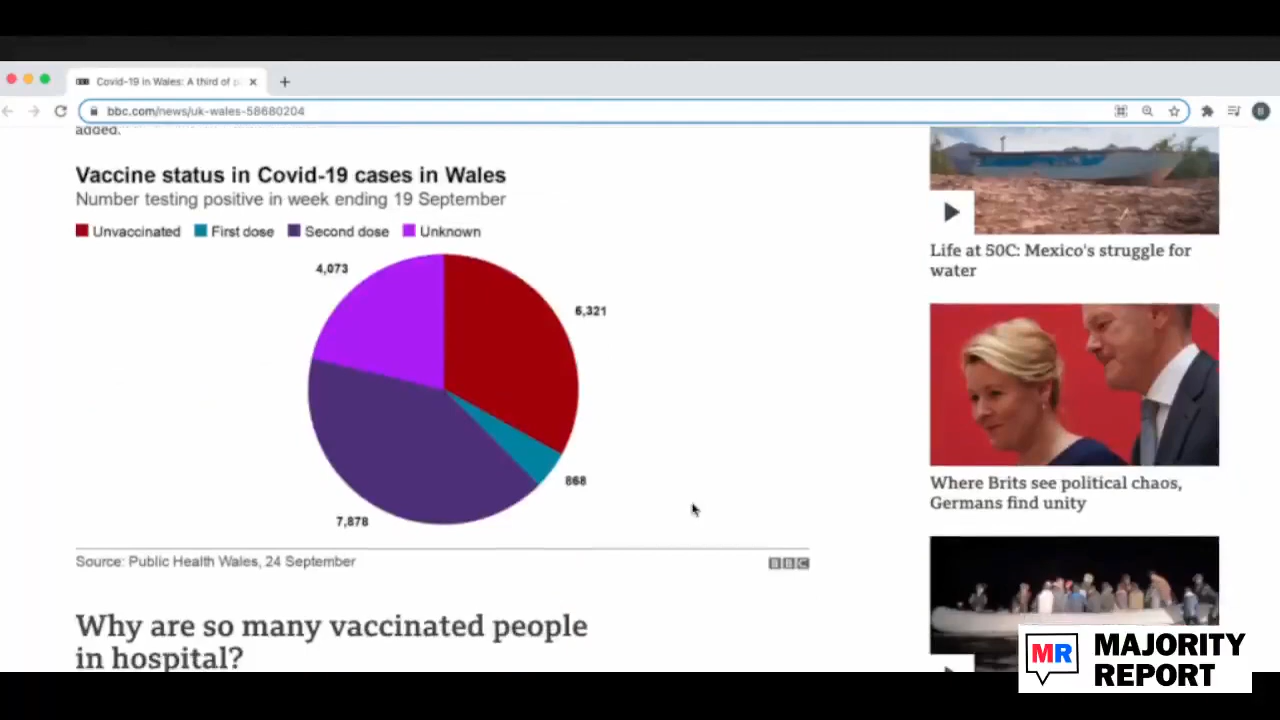 Covid-19 in Wales: A third of p
bbc.com/news/uk-wales-58680204
added.
Vaccine status in Covid-19 cases in Wales
Number testing positive in week ending 19 September
Unvaccinated First dose Second dose Unknown
4,073
6,321
868
7,878
Source: Public Health Wales, 24 September
BBC
Why are so many vaccinated people
in hospital?
Life at 50C: Mexico's struggle for
water
Where Brits see political chaos,
Germans find unity
MR
MAJORITY
REPORT